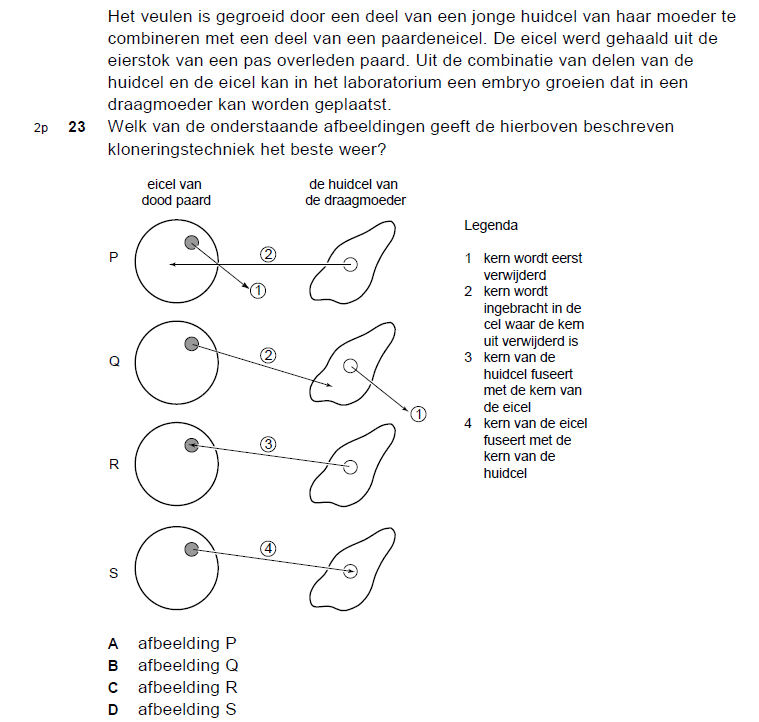 Het veulen is gegroeid door een deel van een jonge huidcel van haar moeder te
combineren met een deel van een paardeneicel. De eicel werd gehaald uit de
eierstok van een pas overleden paard. Uit de combinatie van delen van de
huidcel en de eicel kan in het laboratorium een embryo groeien dat in een
draagmoeder kan worden geplaatst.
2p 23 Welk van de onderstaande afbeeldingen geeft de hierboven beschreven
kloneringstechniek het beste weer?
eicel van
dood paard
de huidcel van
de draagmoeder
P
2
1
Q
2
1
R
3
S
4
Legenda
1 kern wordt eerst
verwijderd
2 kern wordt
ingebracht in de
cel waar de kern
uit verwijderd is
3 kern van de
huidcel fuseert
met de kern van
de eicel
4 kern van de eicel
fuseert met de
kern van de
huidcel
A afbeelding P
B afbeelding Q
C afbeelding R
D afbeelding S